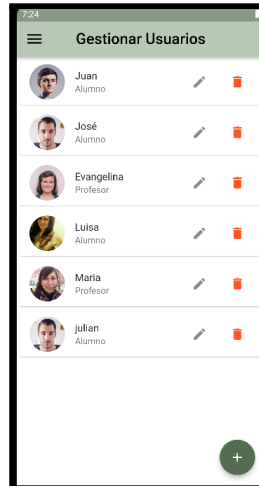 7:24
Gestionar Usuarios
Juan
Alumno
José
Alumno
Evangelina
Profesor
Luisa
Alumno
Maria
Profesor
julian
Alumno